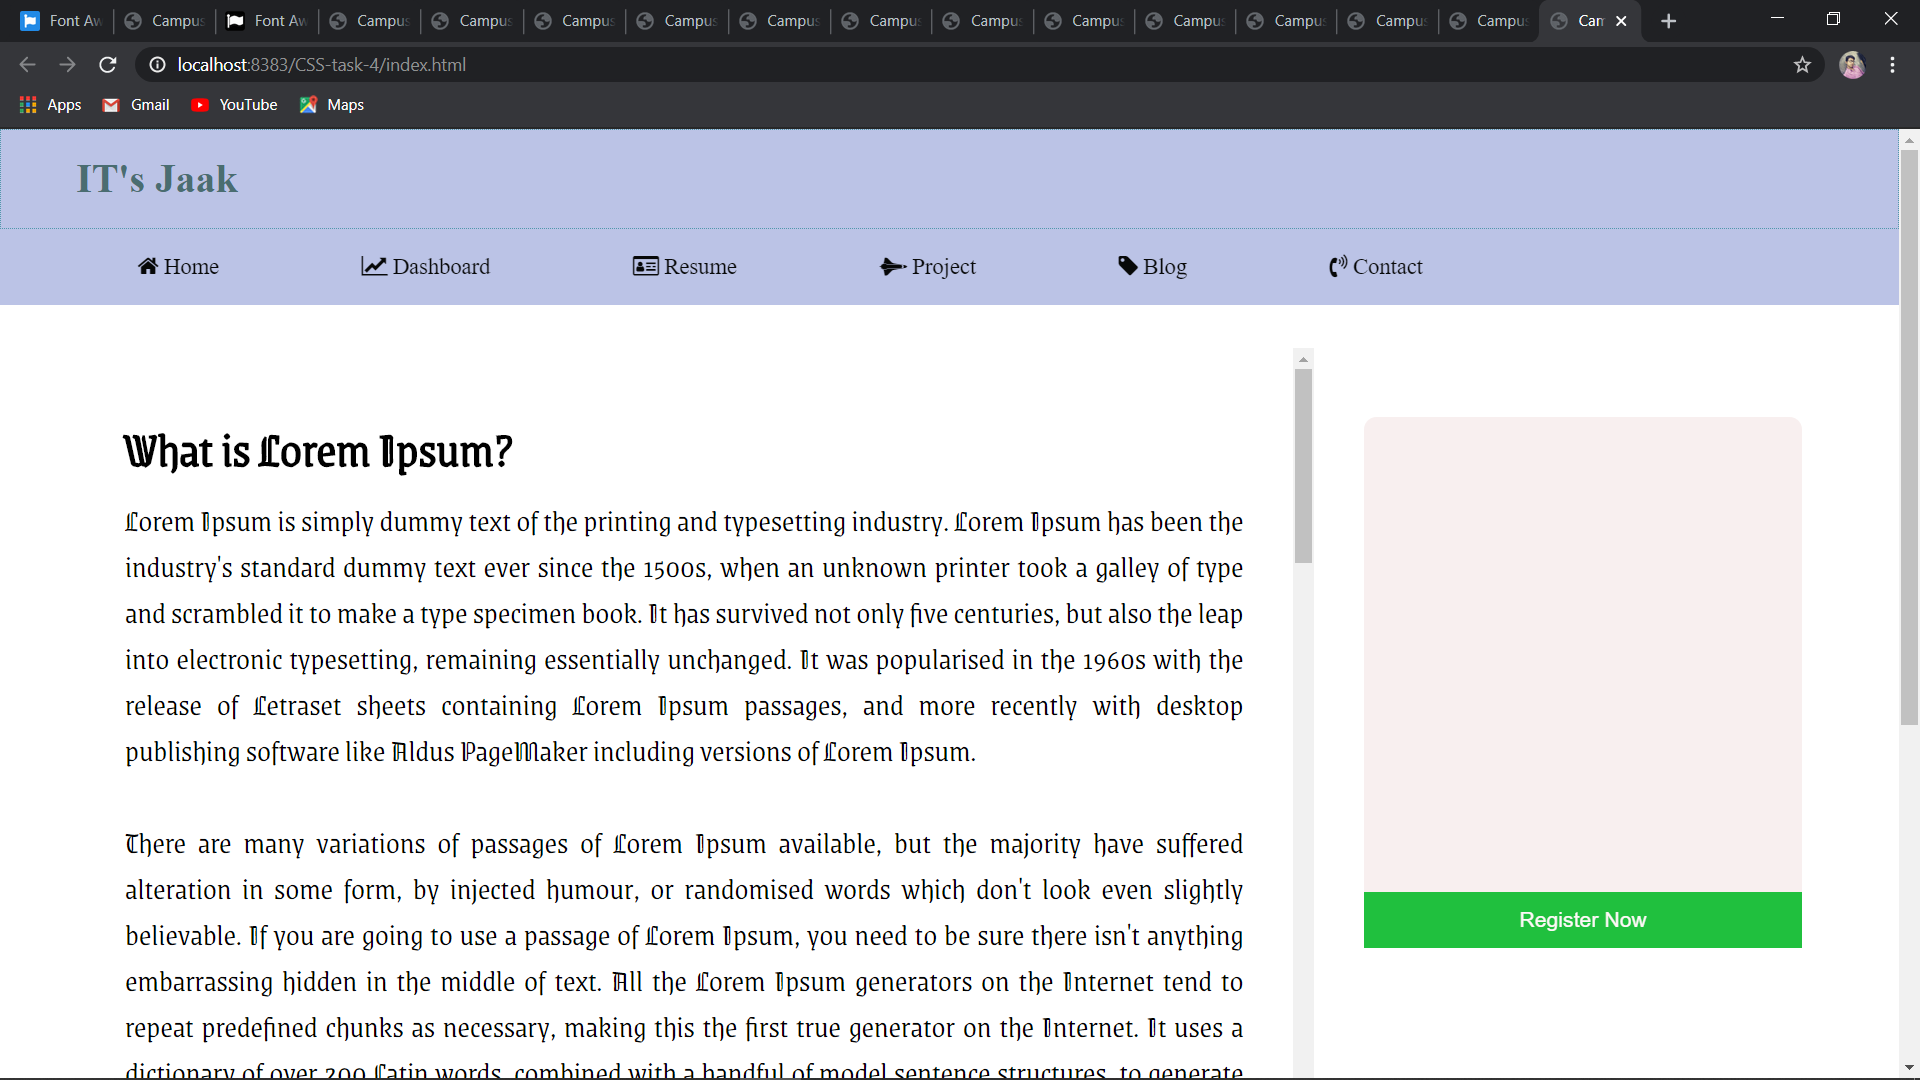 Font Aw Campus Font Aw Campus Campus Campus Campus Campus Campus Campus Campus Campus Campus Campus Campus Cam
localhost:8383/CSS-task-4/index.html
Apps Gmail YouTube Maps
IT's Jaak
Home Dashboard Resume Project Blog Contact
What is Lorem Ipsum?
Lorem Ipsum is simply dummy text of the printing and typesetting industry. Lorem Ipsum has been the
industry's standard dummy text ever since the 1500s, when an unknown printer took a galley of type
and scrambled it to make a type specimen book. It has survived not only five centuries, but also the leap
into electronic typesetting, remaining essentially unchanged. It was popularised in the 1960s with the
release of Letraset sheets containing Lorem Ipsum passages, and more recently with desktop
publishing software like Aldus PageMaker including versions of Lorem Ipsum.
There are many variations of passages of Lorem Ipsum available, but the majority have suffered
alteration in some form, by injected humour, or randomised words which don't look even slightly
believable. If you are going to use a passage of Lorem Ipsum, you need to be sure there isn't anything
embarrassing hidden in the middle of text. All the Lorem Ipsum generators on the Internet tend to
repeat predefined chunks as necessary, making this the first true generator on the Internet. It uses a
dictionary of over 200 Latin words, combined with a handful of model sentence structures, to generate
Register Now